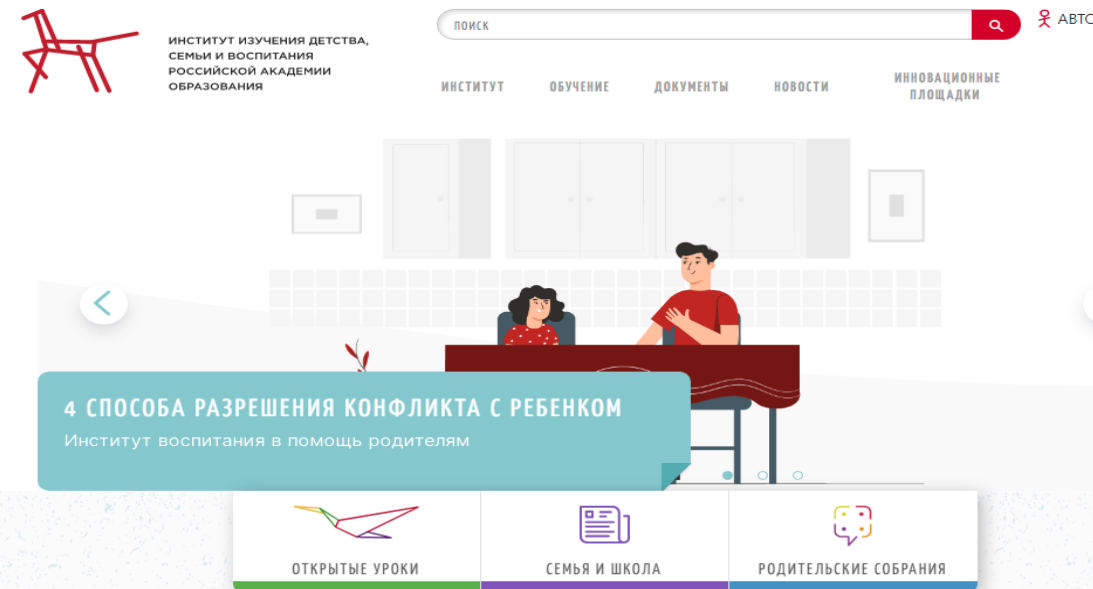 ИНСТИТУТ ИЗУЧЕНИЯ ДЕТСТВА,
СЕМЬИ И ВОСПИТАНИЯ
РОССИЙСКОЙ АКАДЕМИИ
ОБРАЗОВАНИЯ
ПОИСК
АВТО
ИНСТИТУТ
ОБУЧЕНИЕ
ДОКУМЕНТЫ
НОВОСТИ
ИННОВАЦИОННЫЕ
ПЛОЩАДКИ
4 СПОСОБА РАЗРЕШЕНИЯ КОНФЛИКТА С РЕБЕНКОМ
Институт воспитания в помощь родителям
ОТКРЫТЫЕ УРОКИ
СЕМЬЯ И ШКОЛА
РОДИТЕЛЬСКИЕ СОБРАНИЯ